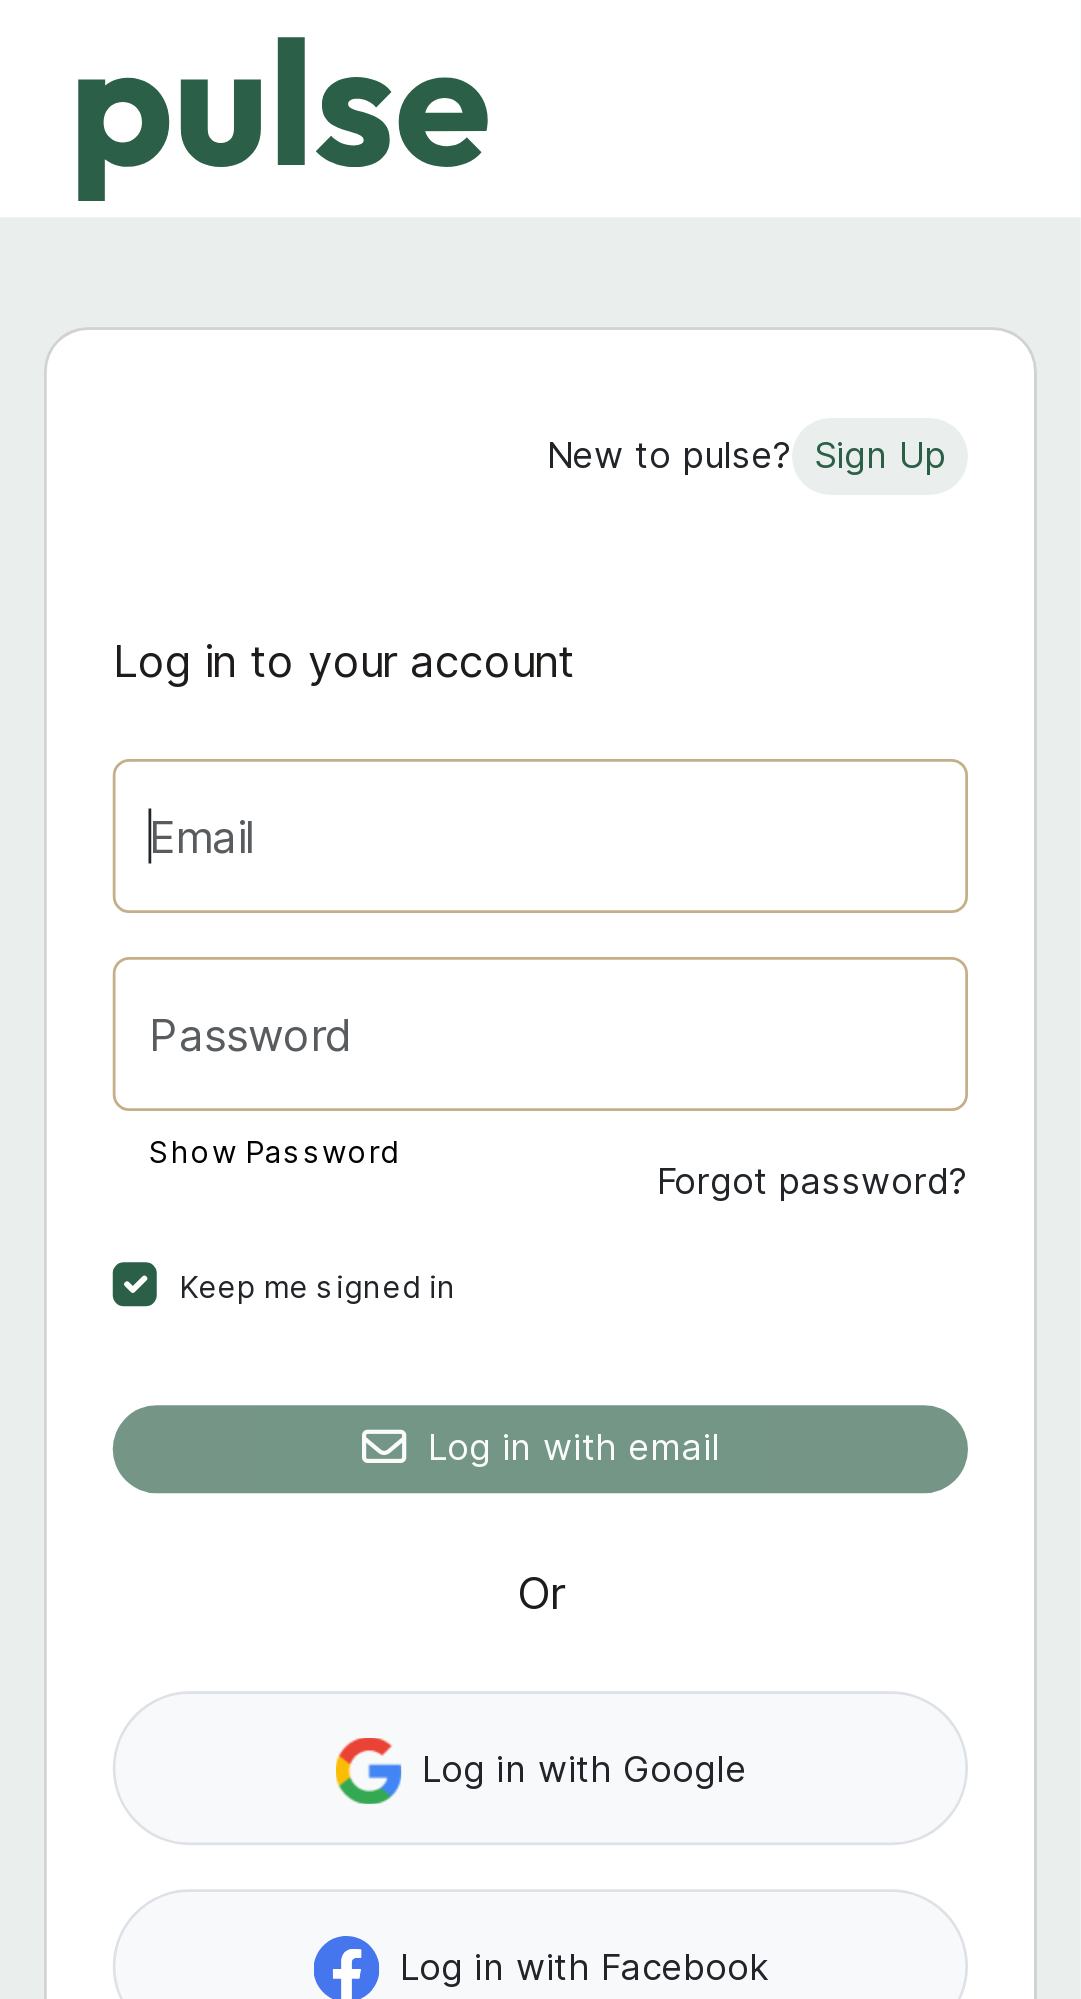 pulse
New to pulse? Sign Up
Log in to your account
Email
Password
Show Password
Forgot password?
Keep me signed in
Log in with email
Or
Log in with Google
Log in with Facebook